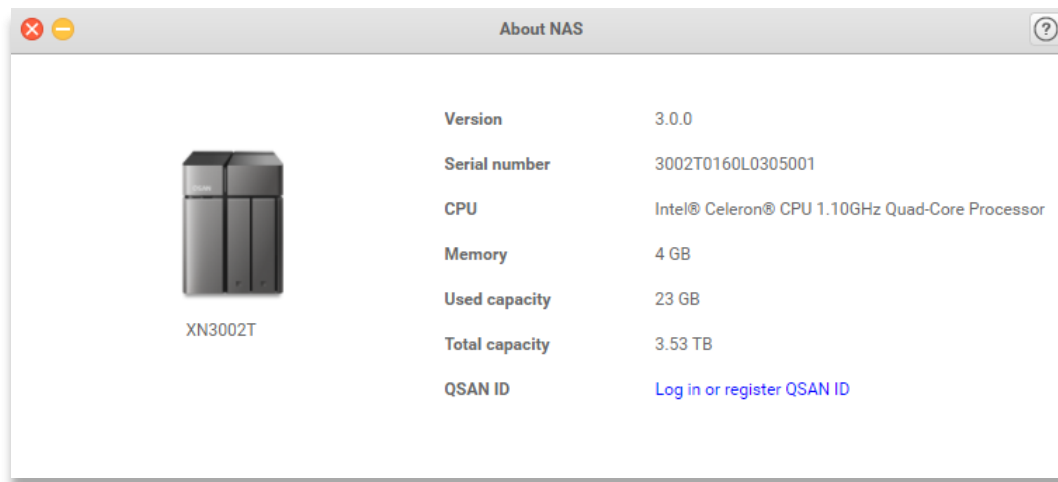 About NAS
?
Version 3.0.0
Serial number 3002T0160L0305001
CPU Intel® Celeron® CPU 1.10GHz Quad-Core Processor
Memory 4 GB
Used capacity 23 GB
XN3002T
Total capacity 3.53 TB
QSAN ID Log in or register QSAN ID